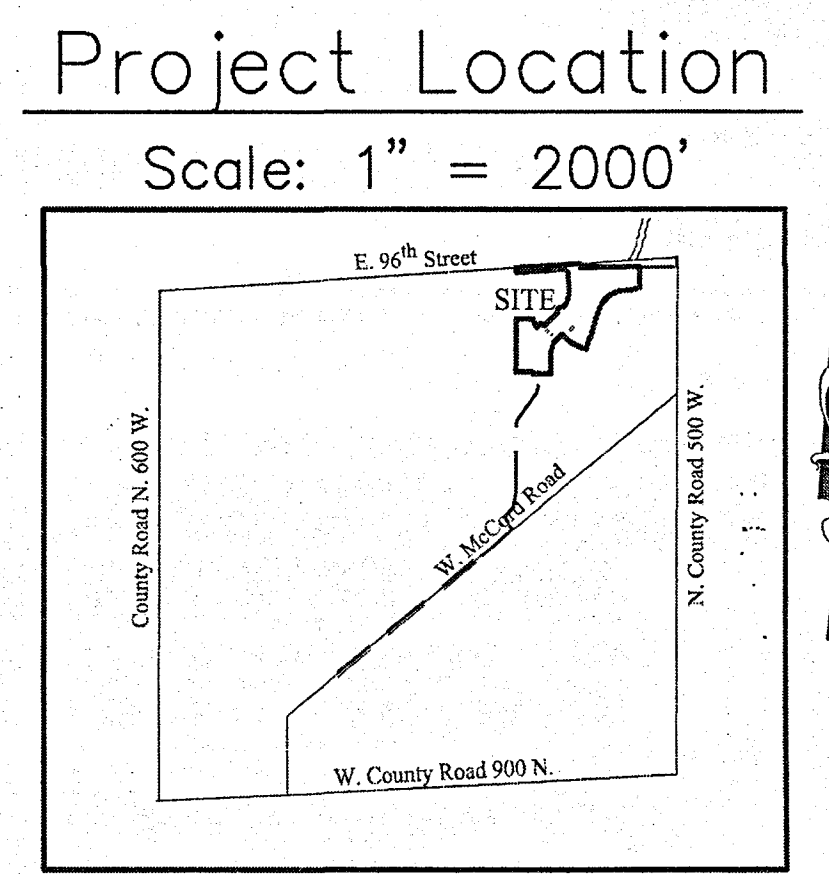 Project Location
Scale: 1" = 2000'
E. 96th Street
SITE
County Road N. 600 W.
N. County Road 500 W.
W. McCord Road
W. County Road 900 N.